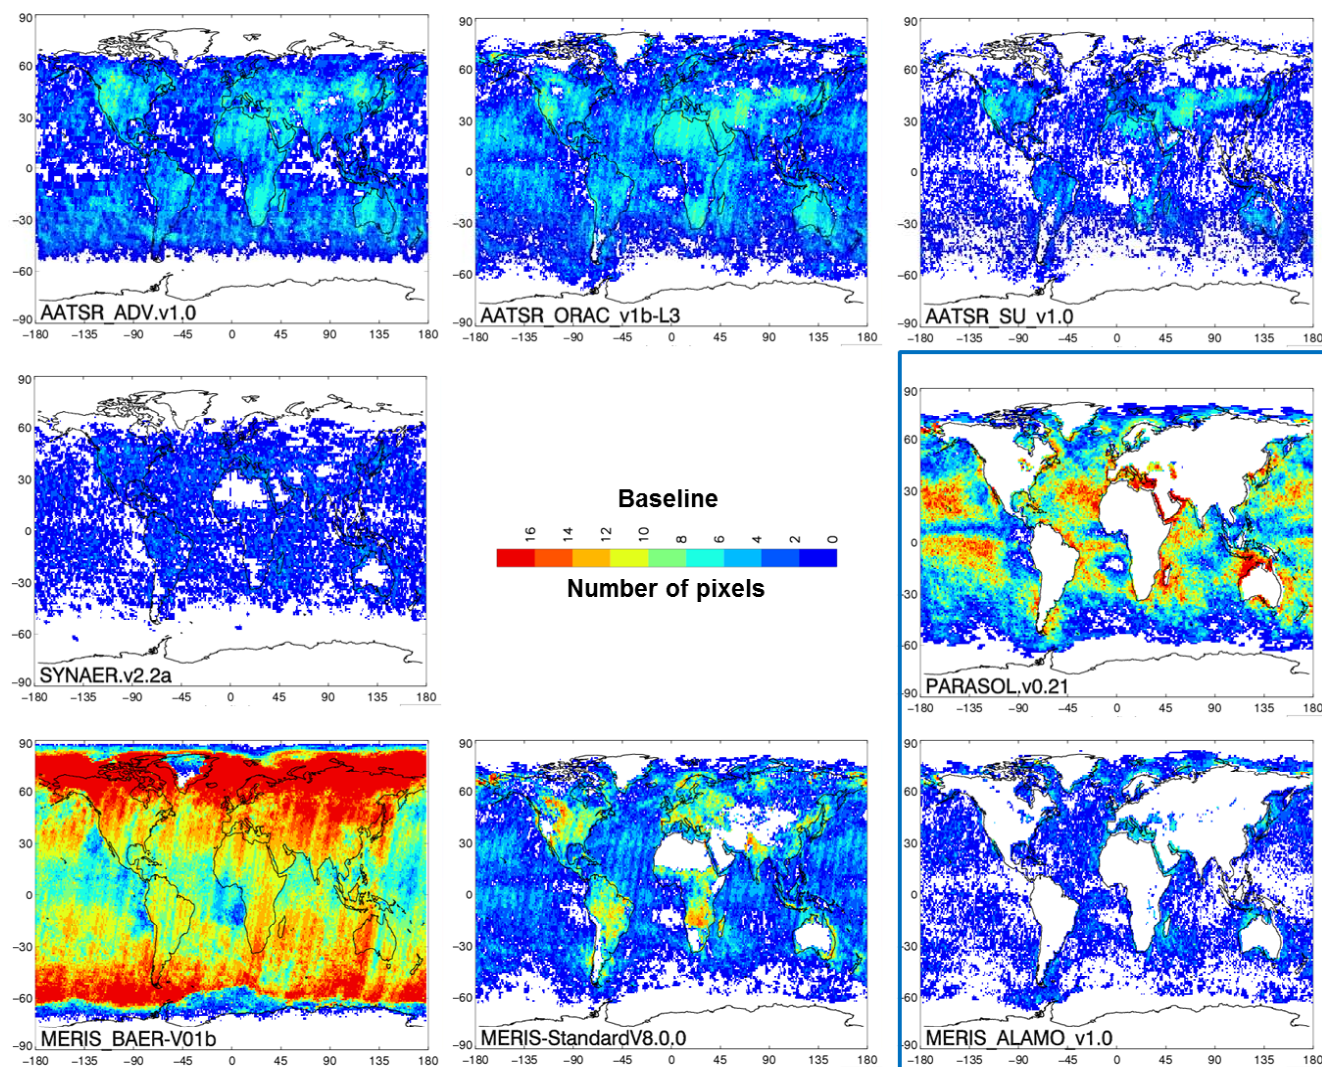 90
60
30
0
−30
−60
−90
AATSR_ADV.v1.0
−180 −135 −90 −45 0 45 90 135 180
90
60
30
0
−30
−60
−90
AATSR_ORAC_v1b-L3
−180 −135 −90 −45 0 45 90 135 180
90
60
30
0
−30
−60
−90
AATSR_SU_v1.0
−180 −135 −90 −45 0 45 90 135 180
90
60
30
0
−30
−60
−90
SYNAER.v2.2a
−180 −135 −90 −45 0 45 90 135 180
Baseline
16 14 12 10 8 6 4 2 0
Number of pixels
90
60
30
0
−30
−60
−90
PARASOL.v0.21
−180 −135 −90 −45 0 45 90 135 180
90
60
30
0
−30
−60
−90
MERIS_BAER-V01b
−180 −135 −90 −45 0 45 90 135 180
90
60
30
0
−30
−60
−90
MERIS-StandardV8.0.0
−180 −135 −90 −45 0 45 90 135 180
90
60
30
0
−30
−60
−90
MERIS_ALAMO_v1.0
−180 −135 −90 −45 0 45 90 135 180